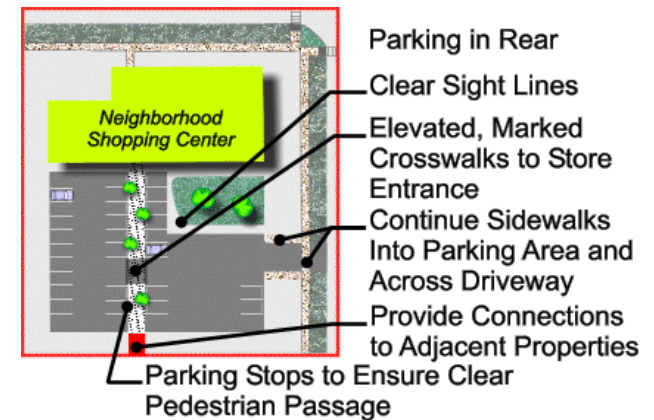 Parking in Rear
Clear Sight Lines
Neighborhood
Shopping Center
Elevated, Marked
Crosswalks to Store
Entrance
Continue Sidewalks
Into Parking Area and
Across Driveway
Provide Connections
to Adjacent Properties
Parking Stops to Ensure Clear
Pedestrian Passage